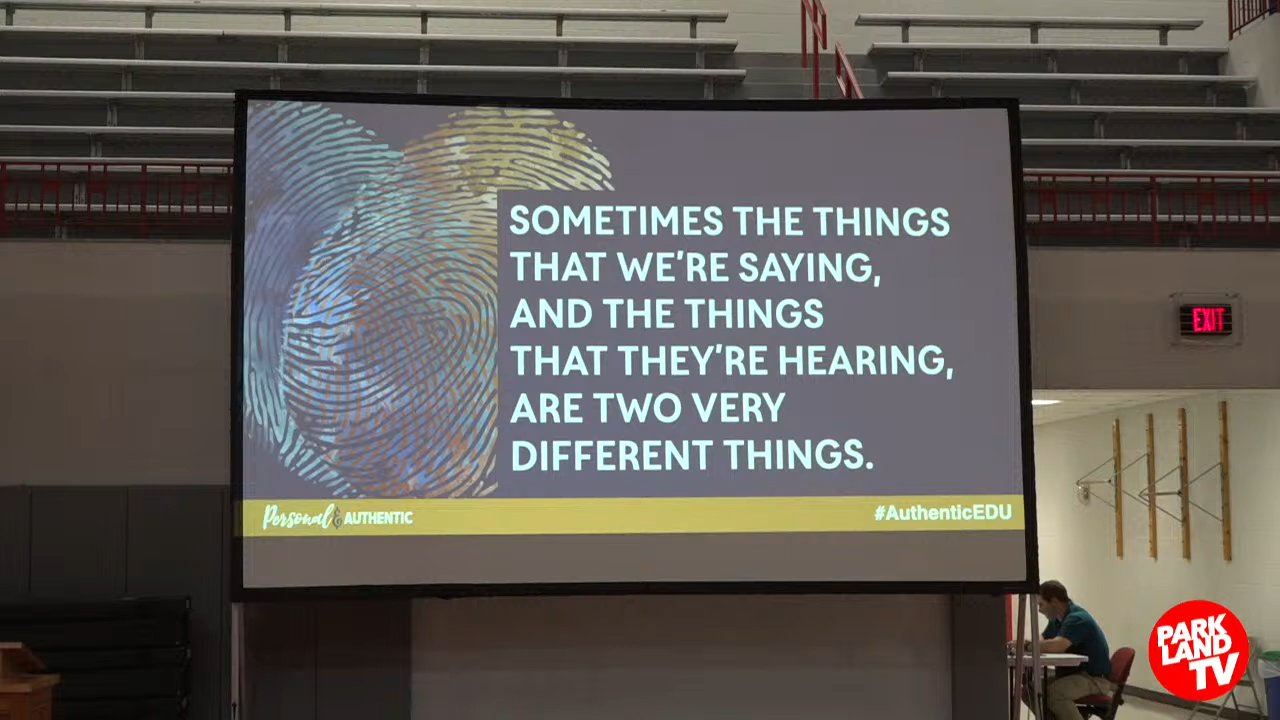 SOMETIMES THE THINGS
THAT WE'RE SAYING,
AND THE THINGS
THAT THEY'RE HEARING,
ARE TWO VERY
DIFFERENT THINGS.
Personal & AUTHENTIC
#AuthenticEDU
EXIT
PARK
LAND
TV